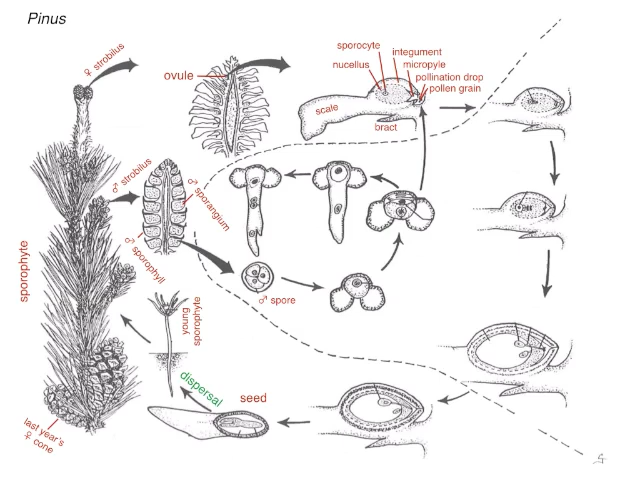 Pinus
♀ strobilus
ovule
sporocyte
nucellus
integument
micropyle
pollination drop
pollen grain
scale
bract
♂ strobilus
♂ sporangium
♂ sporophyll
♂ spore
sporophyte
young
sporophyte
dispersal
seed
last year's
♀ cone